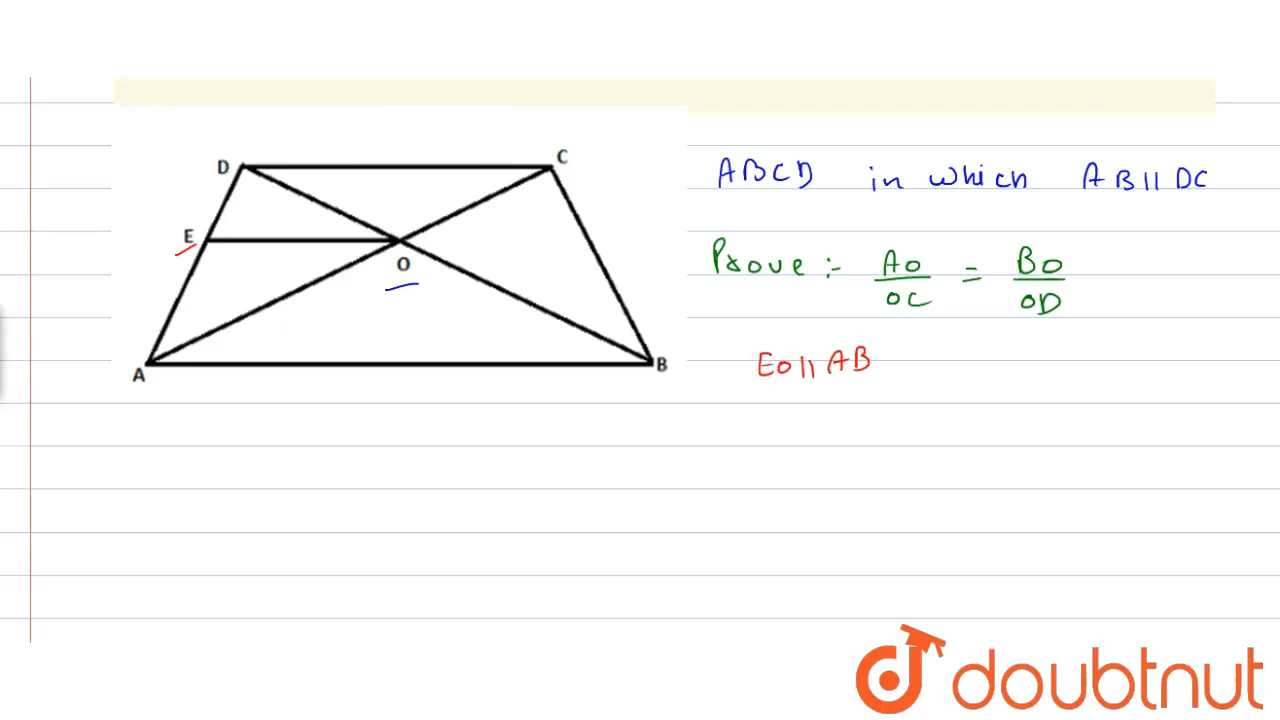 D C
ABCD in which AB || DC
E
O
Prove :- AO/OC = BO/OD
A B
EO || AB
doubtnut